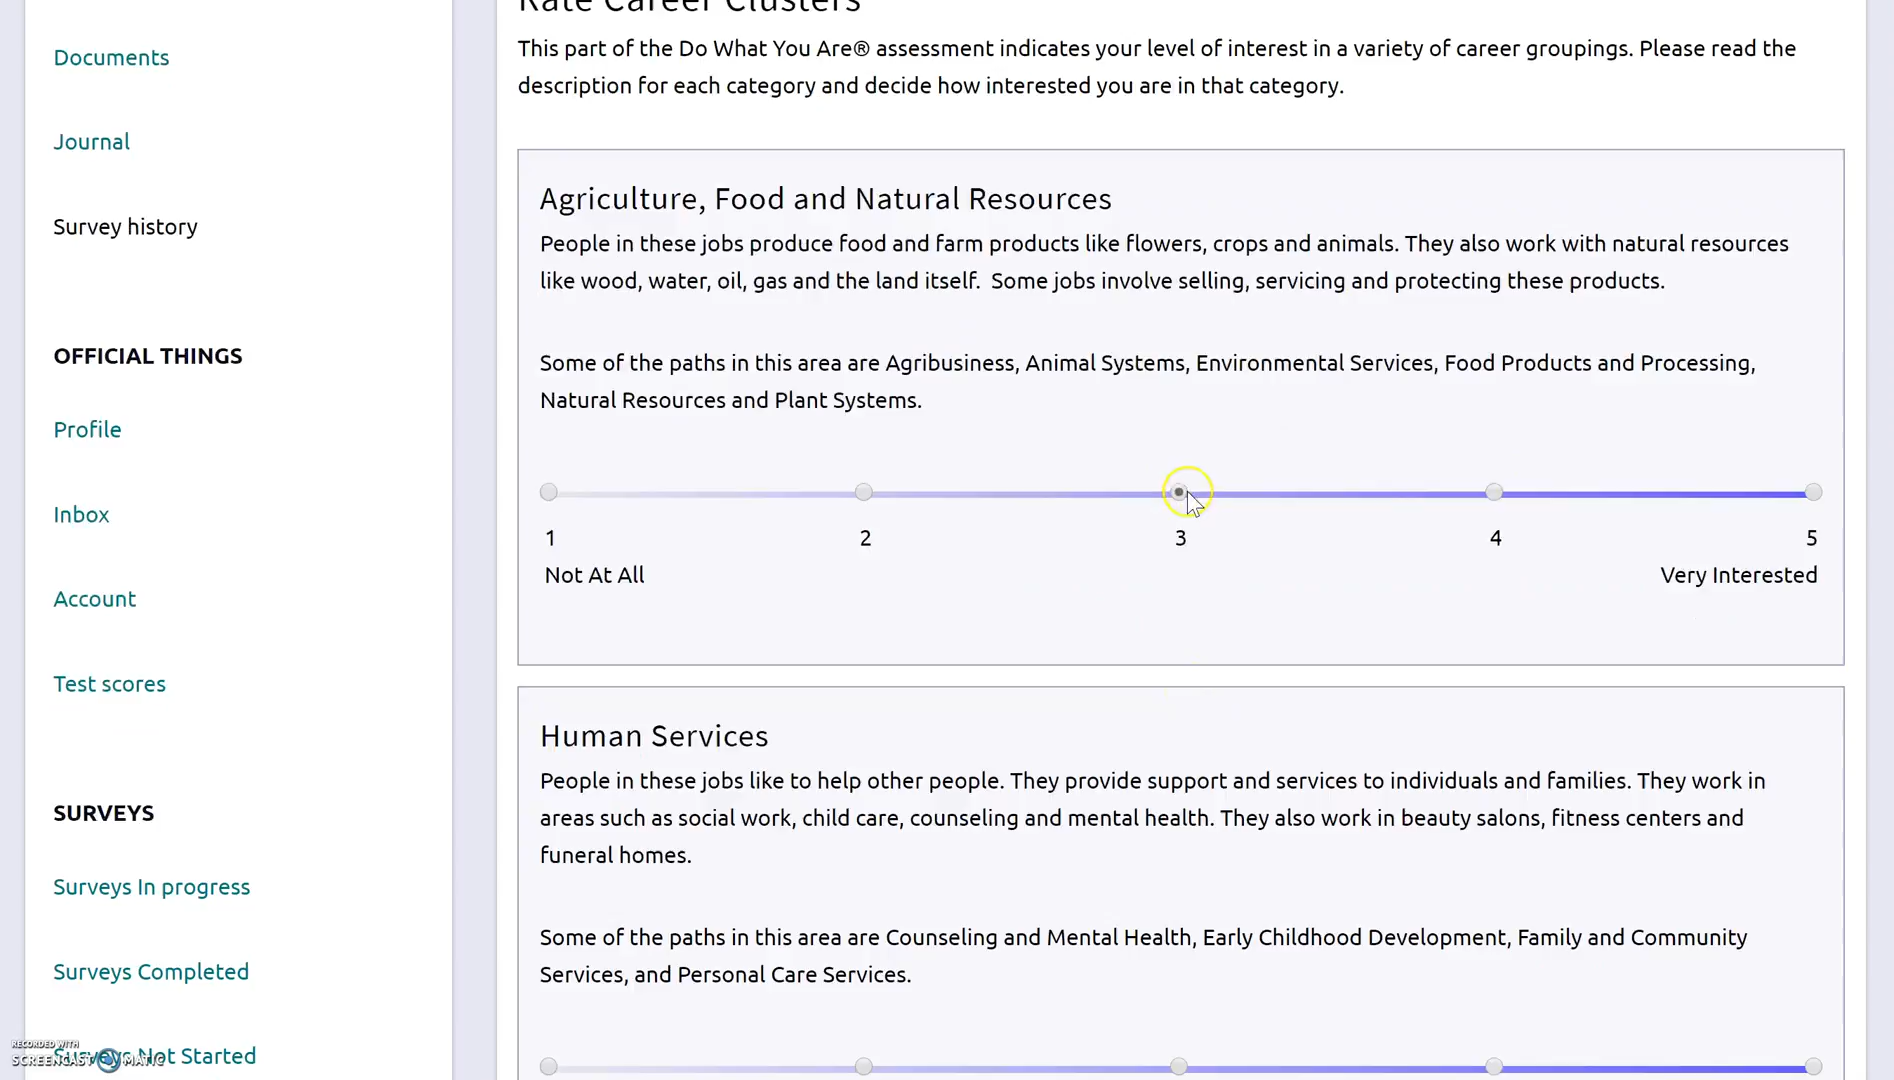 Documents
Journal
Survey history
OFFICIAL THINGS
Profile
Inbox
Account
Test scores
SURVEYS
Surveys In progress
Surveys Completed
Surveys Not Started
RECORDED WITH
SCREENCAST MATIC
Rate Career Clusters
This part of the Do What You Are® assessment indicates your level of interest in a variety of career groupings. Please read the
description for each category and decide how interested you are in that category.
Agriculture, Food and Natural Resources
People in these jobs produce food and farm products like flowers, crops and animals. They also work with natural resources
like wood, water, oil, gas and the land itself.  Some jobs involve selling, servicing and protecting these products.
Some of the paths in this area are Agribusiness, Animal Systems, Environmental Services, Food Products and Processing,
Natural Resources and Plant Systems.
1 2 3 4 5
Not At All Very Interested
Human Services
People in these jobs like to help other people. They provide support and services to individuals and families. They work in
areas such as social work, child care, counseling and mental health. They also work in beauty salons, fitness centers and
funeral homes.
Some of the paths in this area are Counseling and Mental Health, Early Childhood Development, Family and Community
Services, and Personal Care Services.